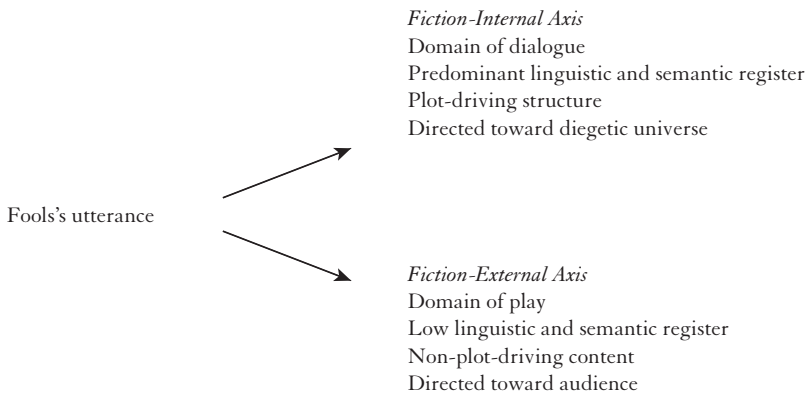 Fiction-Internal Axis
Domain of dialogue
Predominant linguistic and semantic register
Plot-driving structure
Directed toward diegetic universe
Fools's utterance
Fiction-External Axis
Domain of play
Low linguistic and semantic register
Non-plot-driving content
Directed toward audience